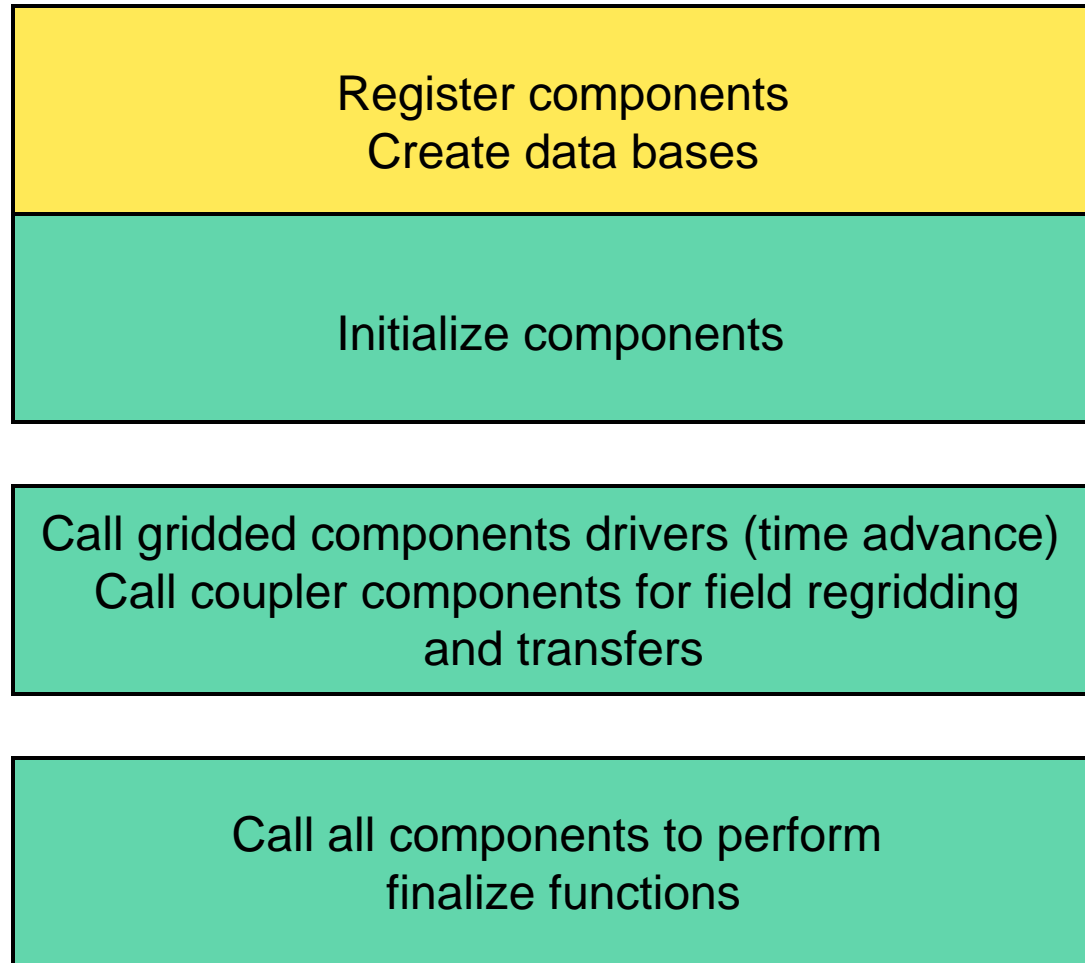 Register components
Create data bases
Initialize components
Call gridded components drivers (time advance)
Call coupler components for field regridding
and transfers
Call all components to perform
finalize functions